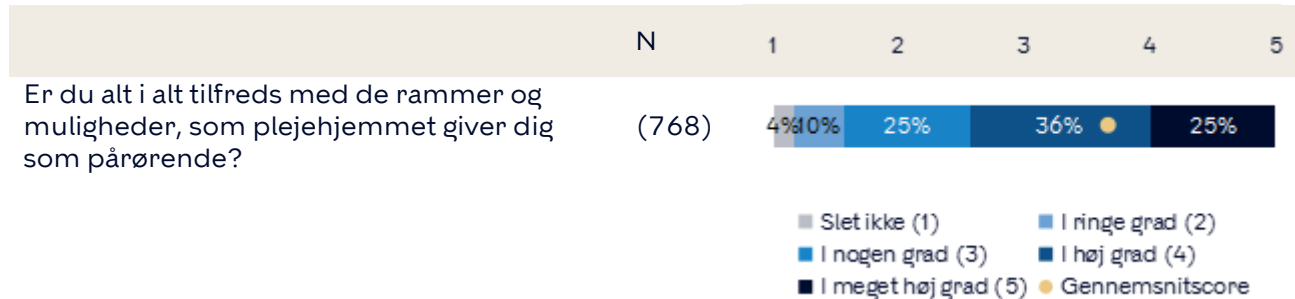 N 1 2 3 4 5
Er du alt i alt tilfreds med de rammer og
muligheder, som plejehjemmet giver dig
som pårørende?
(768) 4% 10% 25% 36% 25%
Slet ikke (1) I ringe grad (2)
I nogen grad (3) I høj grad (4)
I meget høj grad (5) Gennemsnitscore